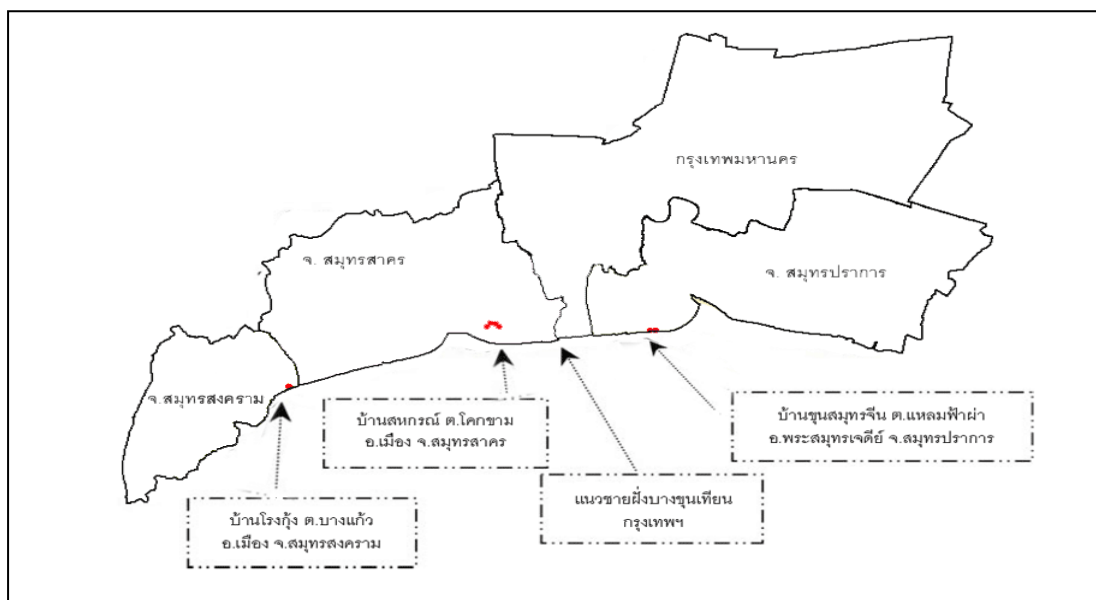 กรุงเทพมหานคร
จ. สมุทรสาคร
จ. สมุทรปราการ
จ.สมุทรสงคราม
บ้านสหกรณ์ ต.โคกขาม
อ.เมือง จ.สมุทรสาคร
บ้านขุนสมุทรจีน ต.แหลมฟ้าผ่า
อ.พระสมุทรเจดีย์ จ.สมุทรปราการ
แนวชายฝั่งบางขุนเทียน
กรุงเทพฯ
บ้านโรงกุ้ง ต.บางแก้ว
อ.เมือง จ.สมุทรสงคราม